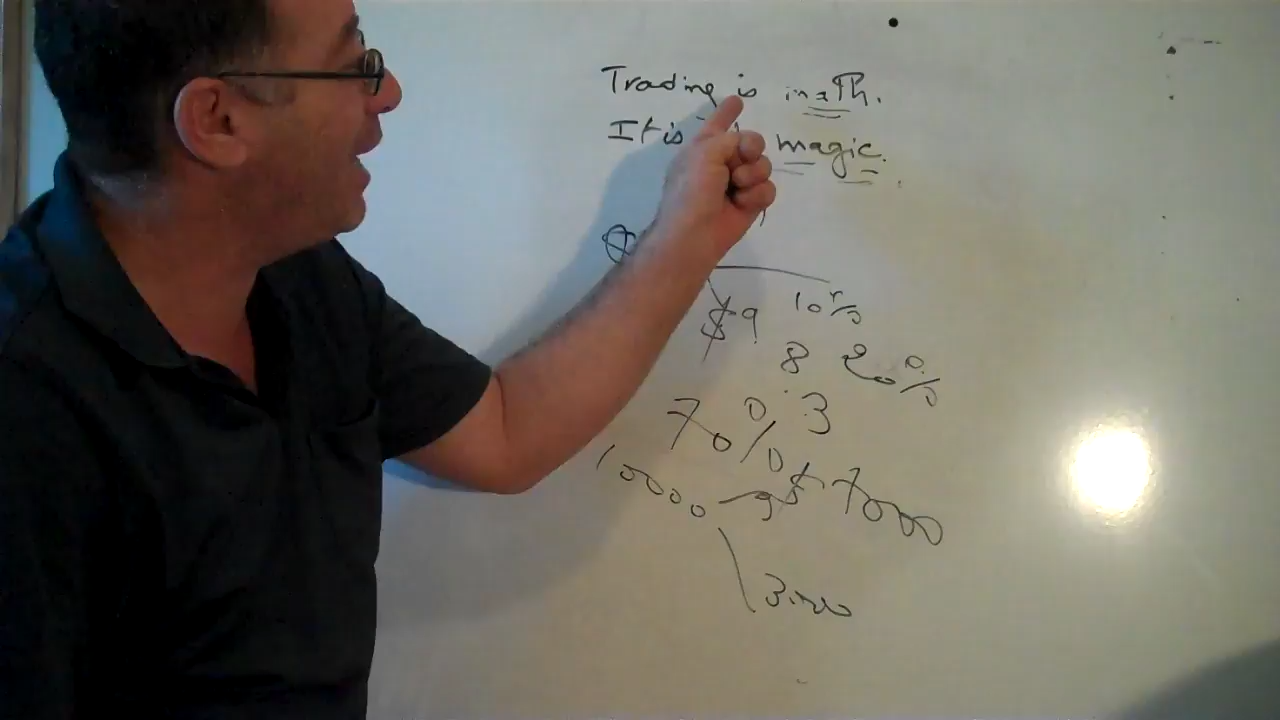 Trading is math.
It is magic.
$9 10%
8 20%
70% 3
10000 $7000
3000